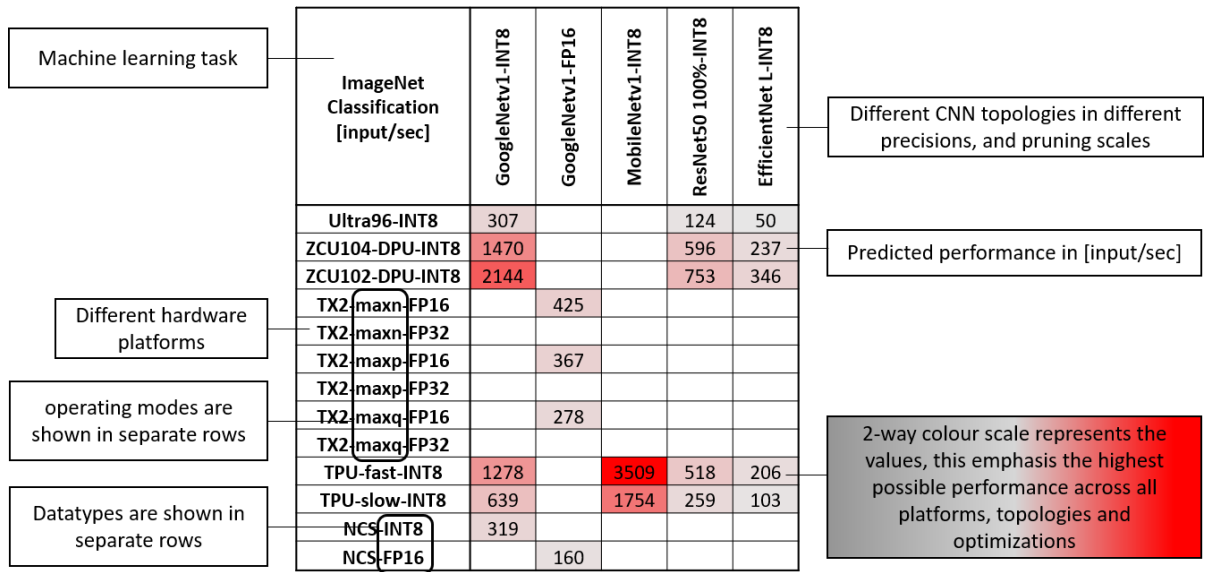 Machine learning task
ImageNet
Classification
[input/sec]
GoogleNetv1-INT8
GoogleNetv1-FP16
MobileNetv1-INT8
ResNet50 100%-INT8
EfficientNet L-INT8
Different CNN topologies in different
precisions, and pruning scales
Ultra96-INT8 307 124 50
ZCU104-DPU-INT8 1470 596 237
ZCU102-DPU-INT8 2144 753 346
Predicted performance in [input/sec]
TX2-maxn-FP16 425
TX2-maxn-FP32
TX2-maxp-FP16 367
TX2-maxp-FP32
TX2-maxq-FP16 278
TX2-maxq-FP32
TPU-fast-INT8 1278 3509 518 206
TPU-slow-INT8 639 1754 259 103
NCS-INT8 319
NCS-FP16 160
Different hardware
platforms
operating modes are
shown in separate rows
Datatypes are shown in
separate rows
2-way colour scale represents the
values, this emphasis the highest
possible performance across all
platforms, topologies and
optimizations